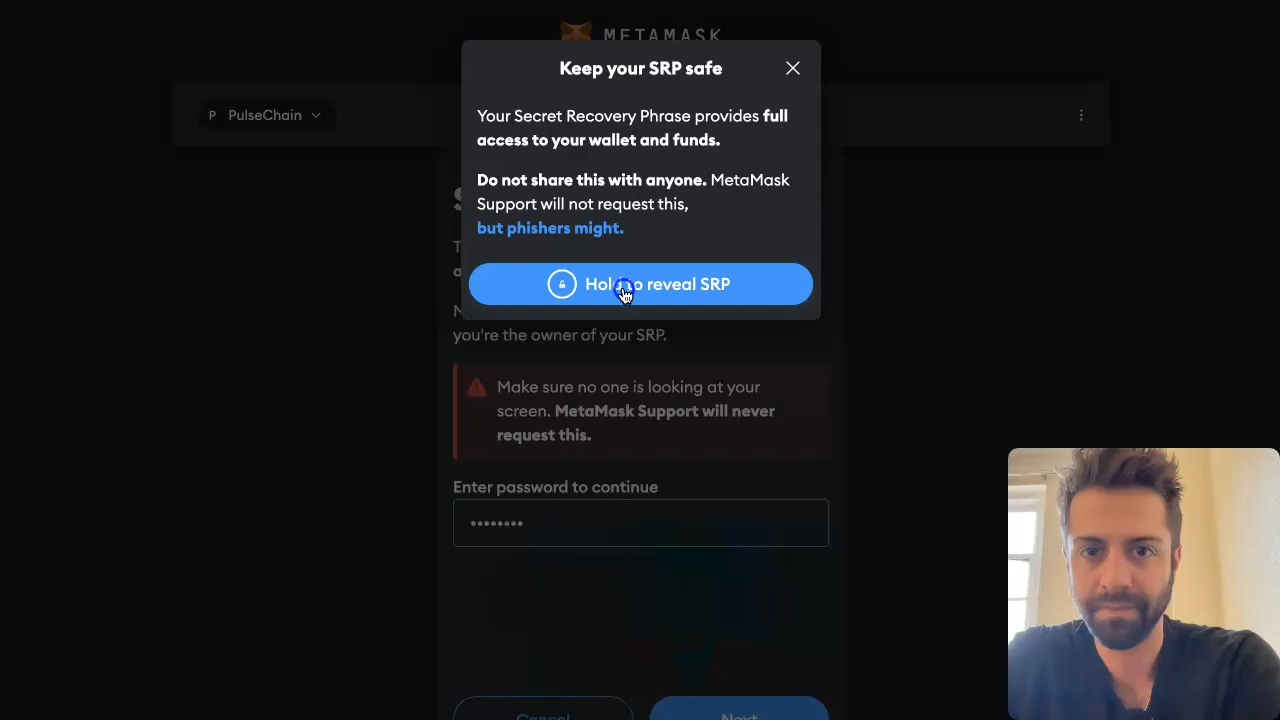 METAMASK
Keep your SRP safe
P PulseChain
Your Secret Recovery Phrase provides full
access to your wallet and funds.
Do not share this with anyone. MetaMask
Support will not request this,
but phishers might.
Hold to reveal SRP
you're the owner of your SRP.
Make sure no one is looking at your
screen. MetaMask Support will never
request this.
Enter password to continue
••••••••
Cancel
Next